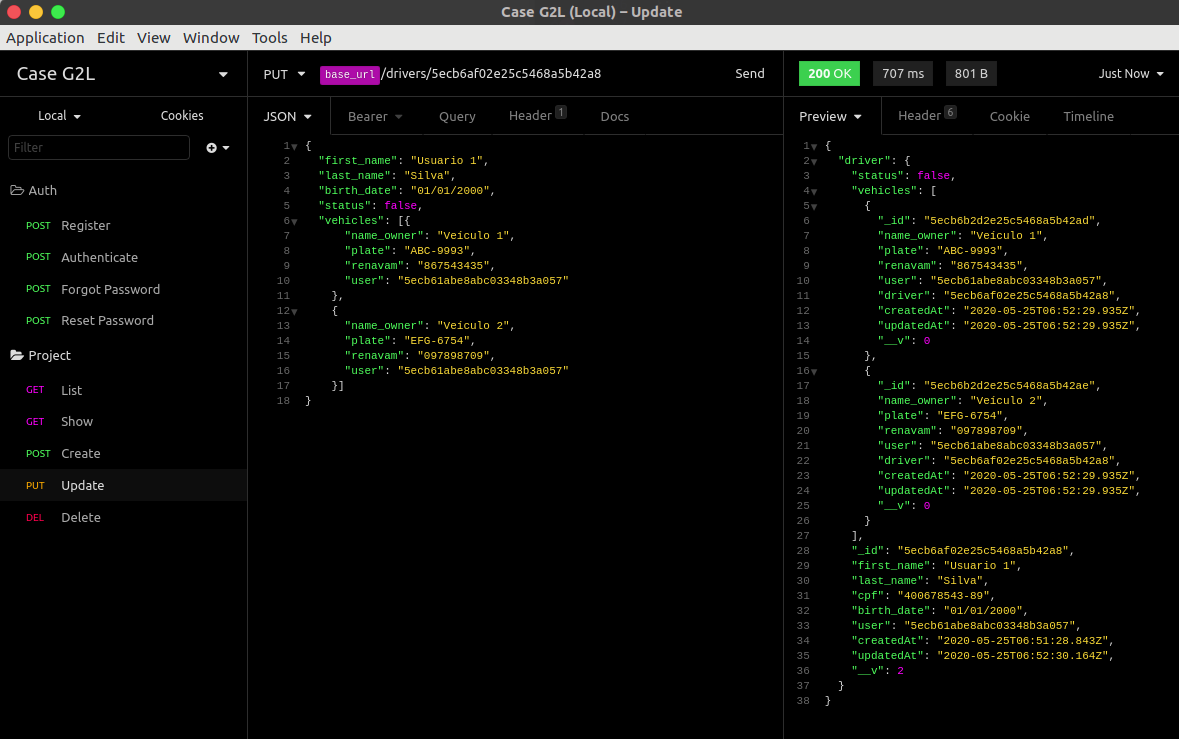 Case G2L (Local) – Update
Application Edit View Window Tools Help
Case G2L
Local Cookies
Filter
Auth
POST Register
POST Authenticate
POST Forgot Password
POST Reset Password
Project
GET List
GET Show
POST Create
PUT Update
DEL Delete
PUT base_url/drivers/5ecb6af02e25c5468a5b42a8 Send
JSON Bearer Query Header 1 Docs
1 {
2 "first_name": "Usuario 1",
3 "last_name": "Silva",
4 "birth_date": "01/01/2000",
5 "status": false,
6 "vehicles": [{
7 "name_owner": "Veículo 1",
8 "plate": "ABC-9993",
9 "renavam": "867543435",
10 "user": "5ecb61abe8abc03348b3a057"
11 },
12 {
13 "name_owner": "Veículo 2",
14 "plate": "EFG-6754",
15 "renavam": "097898709",
16 "user": "5ecb61abe8abc03348b3a057"
17 }]
18 }
200 OK 707 ms 801 B Just Now
Preview Header 6 Cookie Timeline
1 {
2 "driver": {
3 "status": false,
4 "vehicles": [
5 {
6 "_id": "5ecb6b2d2e25c5468a5b42ad",
7 "name_owner": "Veículo 1",
8 "plate": "ABC-9993",
9 "renavam": "867543435",
10 "user": "5ecb61abe8abc03348b3a057",
11 "driver": "5ecb6af02e25c5468a5b42a8",
12 "createdAt": "2020-05-25T06:52:29.935Z",
13 "updatedAt": "2020-05-25T06:52:29.935Z",
14 "__v": 0
15 },
16 {
17 "_id": "5ecb6b2d2e25c5468a5b42ae",
18 "name_owner": "Veículo 2",
19 "plate": "EFG-6754",
20 "renavam": "097898709",
21 "user": "5ecb61abe8abc03348b3a057",
22 "driver": "5ecb6af02e25c5468a5b42a8",
23 "createdAt": "2020-05-25T06:52:29.935Z",
24 "updatedAt": "2020-05-25T06:52:29.935Z",
25 "__v": 0
26 }
27 ],
28 "_id": "5ecb6af02e25c5468a5b42a8",
29 "first_name": "Usuario 1",
30 "last_name": "Silva",
31 "cpf": "400678543-89",
32 "birth_date": "01/01/2000",
33 "user": "5ecb61abe8abc03348b3a057",
34 "createdAt": "2020-05-25T06:51:28.843Z",
35 "updatedAt": "2020-05-25T06:52:30.164Z",
36 "__v": 2
37 }
38 }